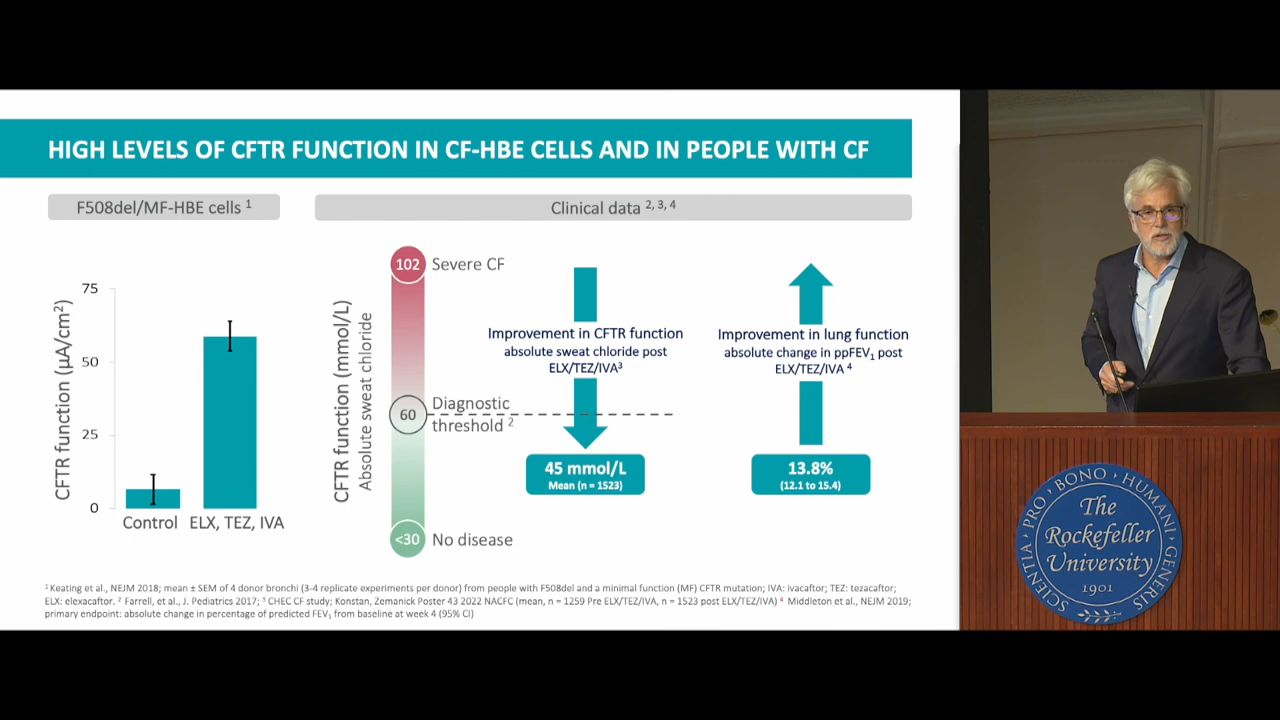 HIGH LEVELS OF CFTR FUNCTION IN CF-HBE CELLS AND IN PEOPLE WITH CF
F508del/MF-HBE cells 1
Clinical data 2, 3, 4
CFTR function (µA/cm2)
75
50
25
0
Control
ELX, TEZ, IVA
CFTR function (mmol/L)
Absolute sweat chloride
102
Severe CF
60
Diagnostic
threshold 2
<30
No disease
Improvement in CFTR function
absolute sweat chloride post
ELX/TEZ/IVA3
45 mmol/L
Mean (n = 1523)
Improvement in lung function
absolute change in ppFEV1 post
ELX/TEZ/IVA 4
13.8%
(12.1 to 15.4)
1 Keating et al., NEJM 2018; mean ± SEM of 4 donor bronchi (3-4 replicate experiments per donor) from people with F508del and a minimal function (MF) CFTR mutation; IVA: ivacaftor; TEZ: tezacaftor;
ELX: elexacaftor, 2 Farrell, et al., J. Pediatrics 2017; 3 CHEC CF study; Konstan, Zemanick Poster 43 2022 NACFC (mean, n = 1259 Pre ELX/TEZ/IVA, n = 1523 post ELX/TEZ/IVA) 4 Middleton et al., NEJM 2019;
primary endpoint: absolute change in percentage of predicted FEV1 from baseline at week 4 (95% CI)
SCIENTIA • PRO • BONO • HUMANI • GENERIS
The
Rockefeller
University
1901